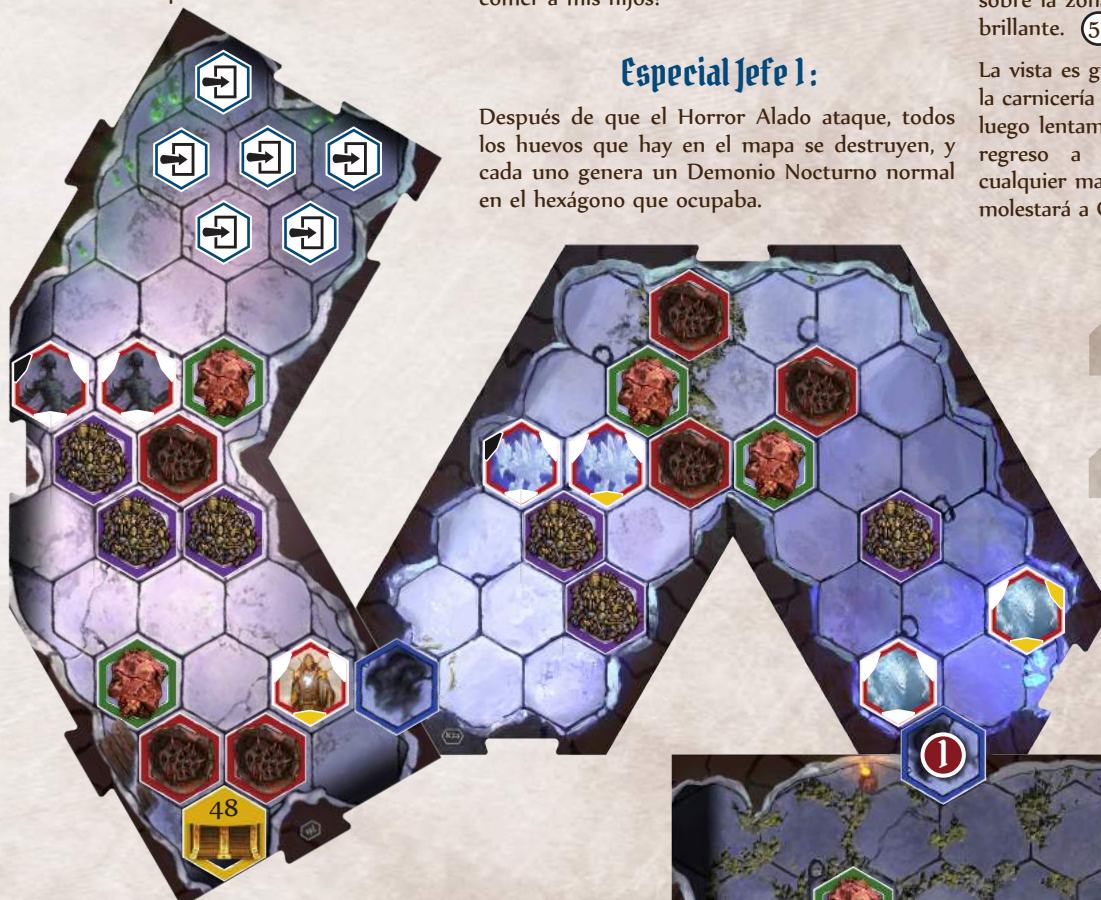 comer a mis hijos!
Especial Jefe 1:
Después de que el Horror Alado ataque, todos
los huevos que hay en el mapa se destruyen, y
cada uno genera un Demonio Nocturno normal
en el hexágono que ocupaba.
sobre la zona
brillante. 5
La vista es g
la carnicería
luego lentam
regreso a
cualquier ma
molestará a
48
1
K2a